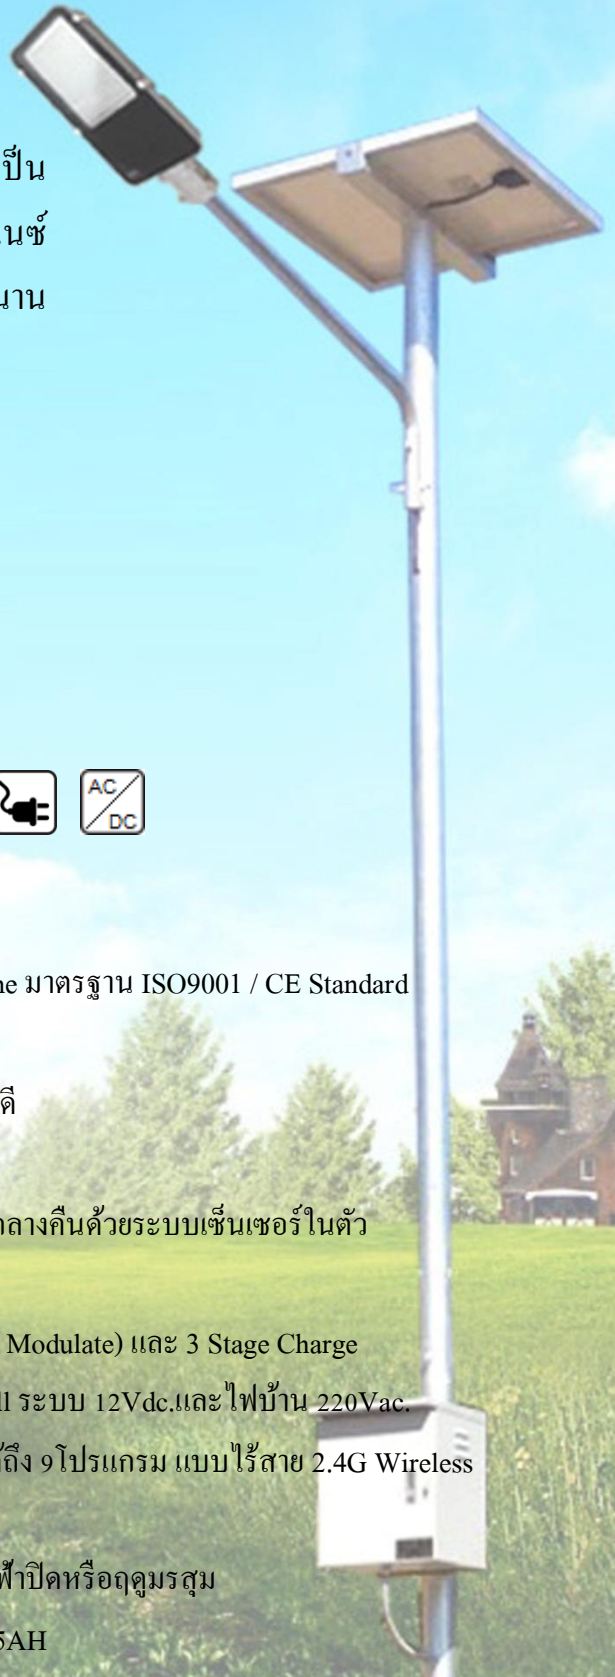 เป็น
เนซ์
นาน
AC
DC
ne มาตรฐาน ISO9001 / CE Standard
ดี
กลางคืนด้วยระบบเซ็นเซอร์ในตัว
Modulate) และ 3 Stage Charge
ll ระบบ 12Vdc.และไฟบ้าน 220Vac.
ถึง 9โปรแกรม แบบไร้สาย 2.4G Wireless
ฟ้าปิดหรือฤดูมรสุม
5AH